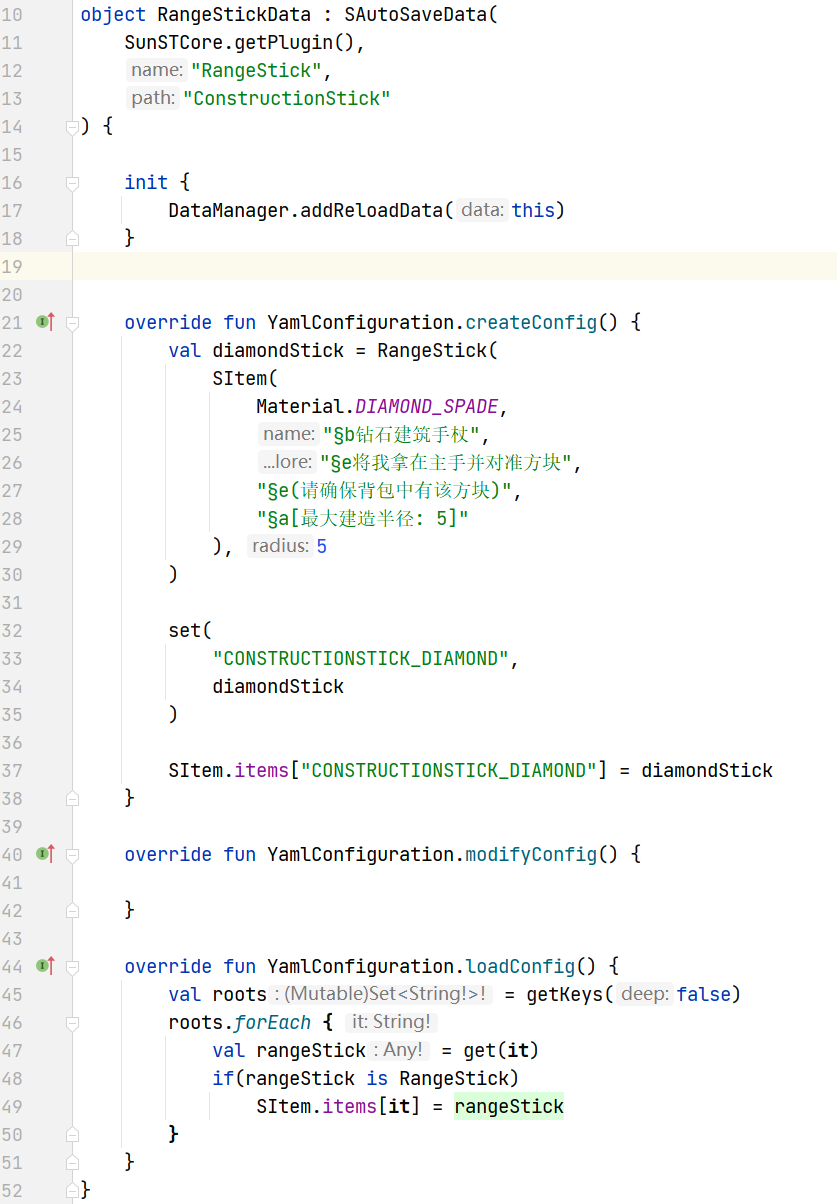 10 object RangeStickData : SAutoSaveData(
11 SunSTCore.getPlugin(),
12 name: "RangeStick",
13 path: "ConstructionStick"
14 ) {
15
16 init {
17 DataManager.addReloadData( data: this)
18 }
19
20
21 override fun YamlConfiguration.createConfig() {
22 val diamondStick = RangeStick(
23 SItem(
24 Material.DIAMOND_SPADE,
25 name: "§b钻石建筑手杖",
26 ...lore: "§e将我拿在主手并对准方块",
27 "§e(请确保背包中有该方块)",
28 "§a[最大建造半径: 5]"
29 ), radius: 5
30 )
31
32 set(
33 "CONSTRUCTIONSTICK_DIAMOND",
34 diamondStick
35 )
36
37 SItem.items["CONSTRUCTIONSTICK_DIAMOND"] = diamondStick
38 }
39
40 override fun YamlConfiguration.modifyConfig() {
41
42 }
43
44 override fun YamlConfiguration.loadConfig() {
45 val roots : (Mutable)Set<String!>! = getKeys( deep: false)
46 roots.forEach { it: String!
47 val rangeStick : Any! = get(it)
48 if(rangeStick is RangeStick)
49 SItem.items[it] = rangeStick
50 }
51 }
52 }